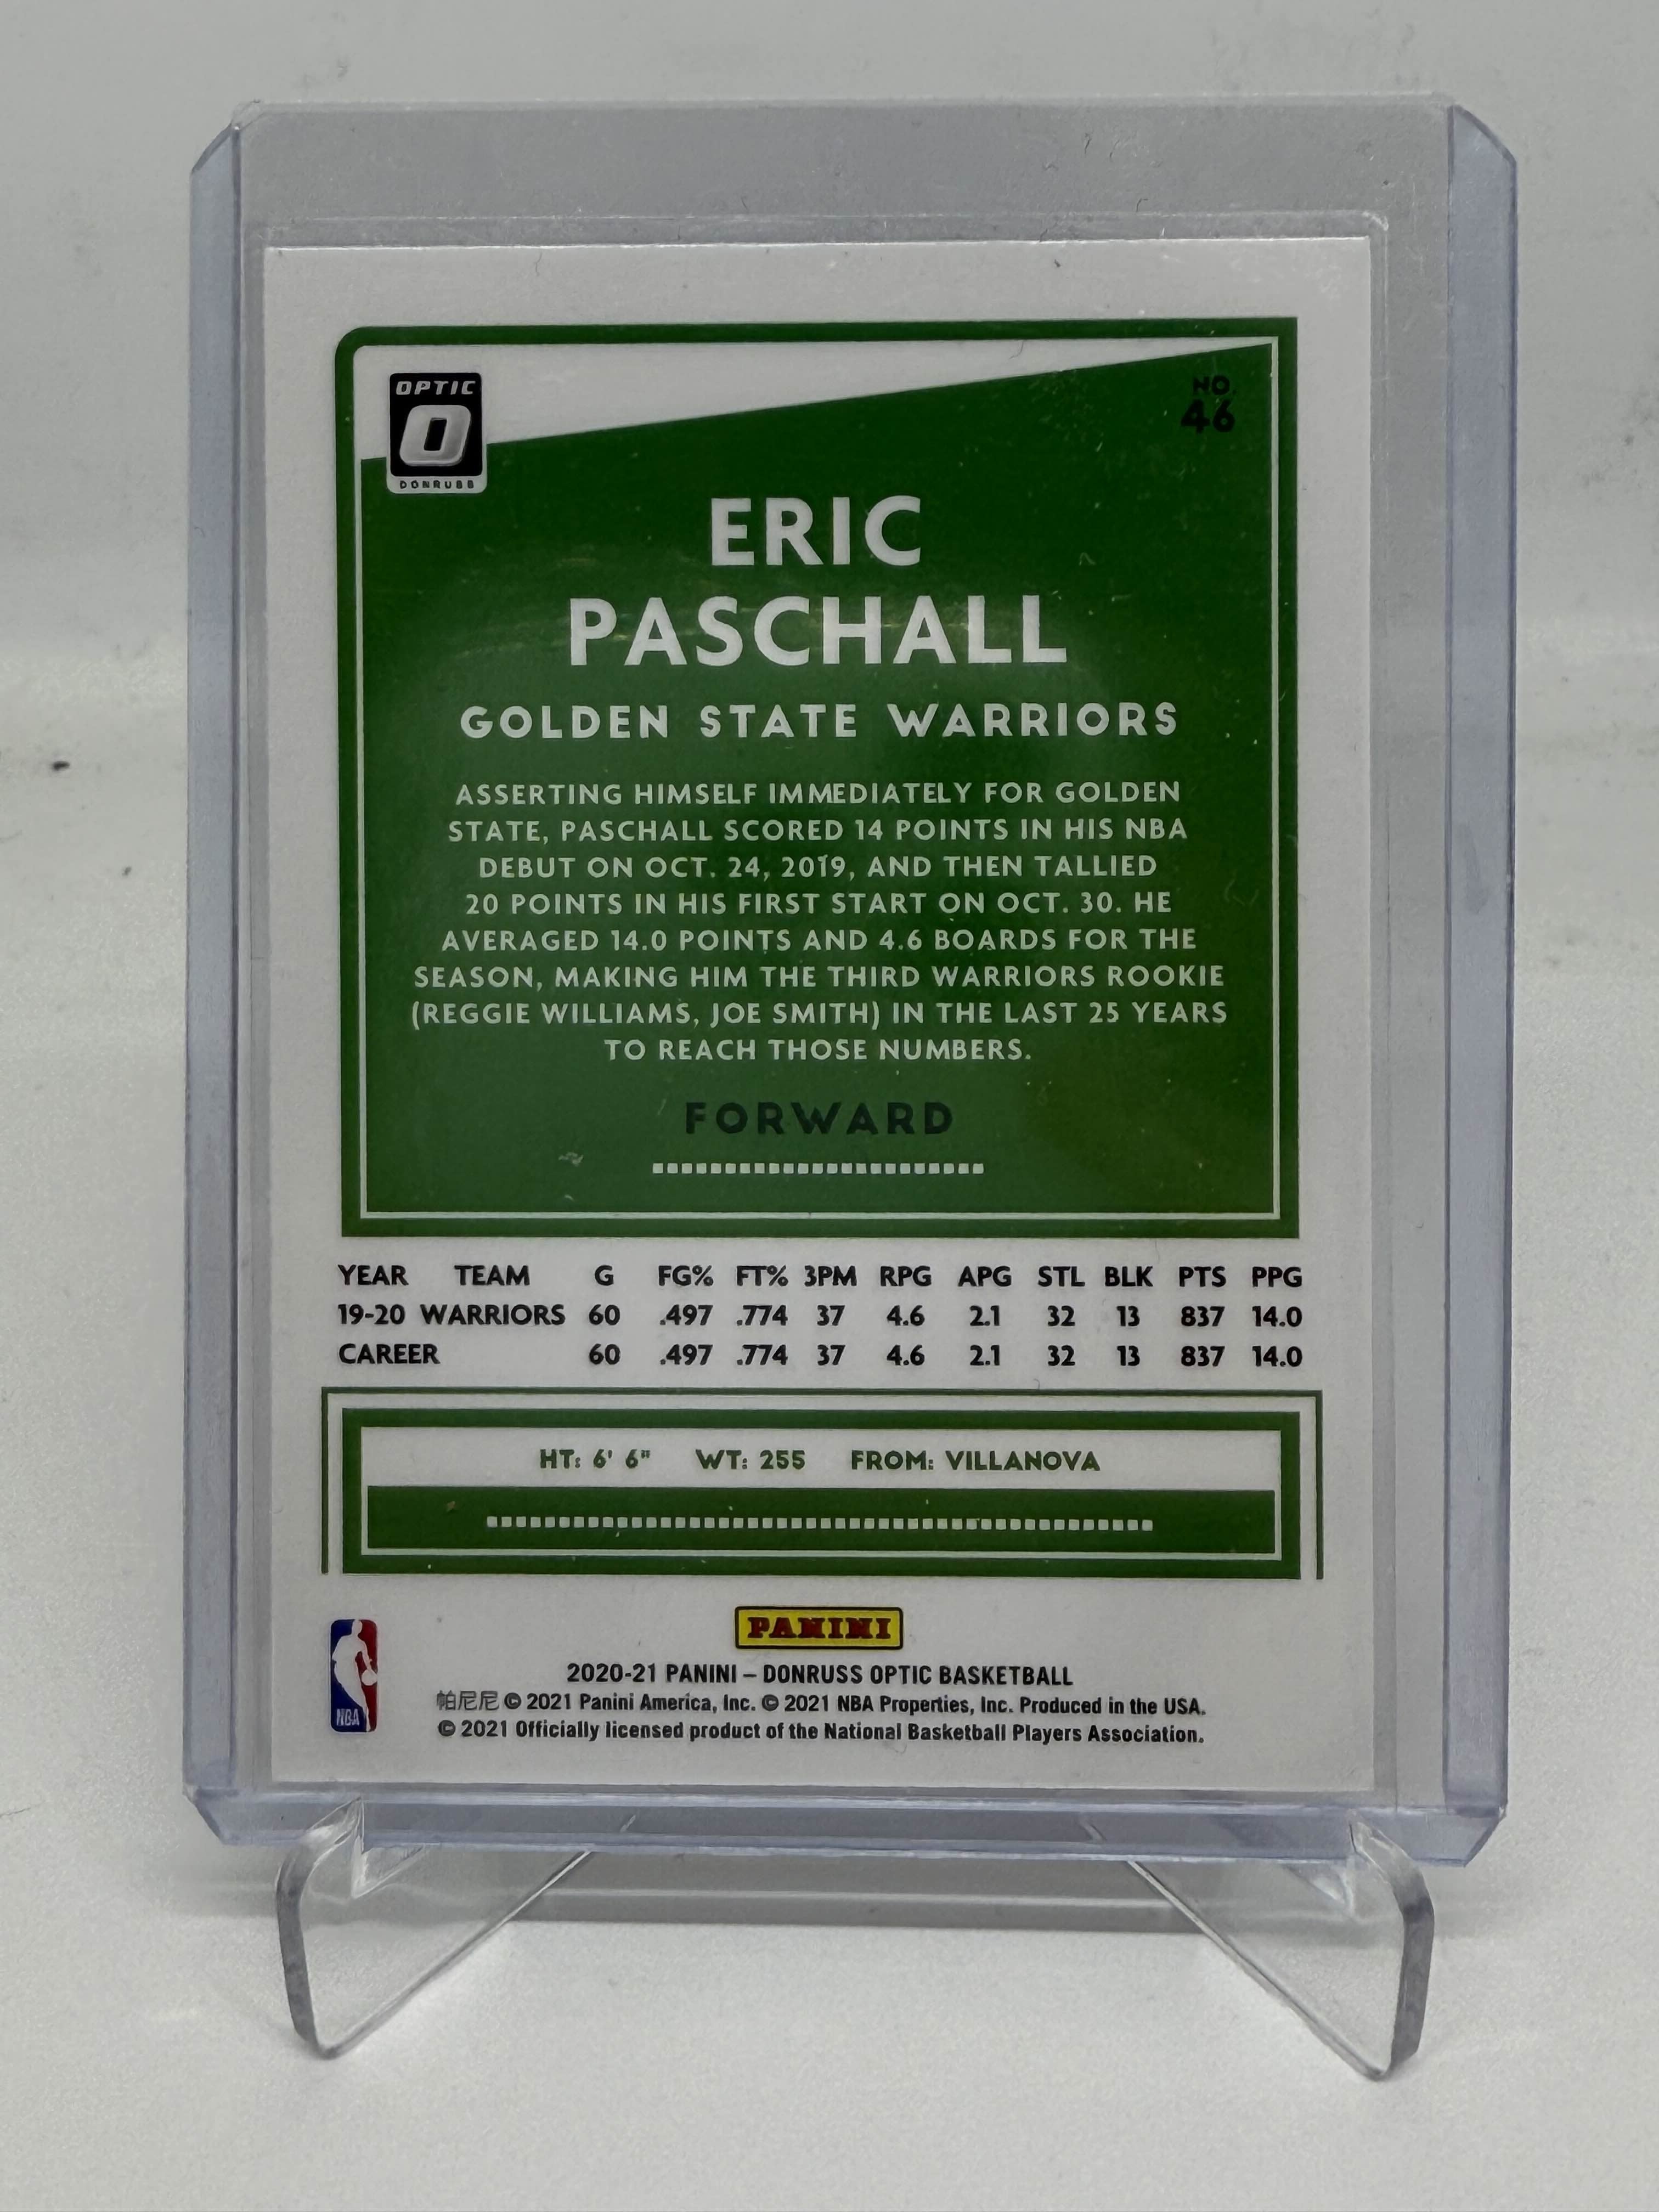 OPTIC
O
DONRUSS
NO.
46
ERIC
PASCHALL
GOLDEN STATE WARRIORS
ASSERTING HIMSELF IMMEDIATELY FOR GOLDEN
STATE, PASCHALL SCORED 14 POINTS IN HIS NBA
DEBUT ON OCT. 24, 2019, AND THEN TALLIED
20 POINTS IN HIS FIRST START ON OCT. 30. HE
AVERAGED 14.0 POINTS AND 4.6 BOARDS FOR THE
SEASON, MAKING HIM THE THIRD WARRIORS ROOKIE
(REGGIE WILLIAMS, JOE SMITH) IN THE LAST 25 YEARS
TO REACH THOSE NUMBERS.
FORWARD
YEAR TEAM G FG% FT% 3PM RPG APG STL BLK PTS PPG
19-20 WARRIORS 60 .497 .774 37 4.6 2.1 32 13 837 14.0
CAREER 60 .497 .774 37 4.6 2.1 32 13 837 14.0
HT: 6' 6" WT: 255 FROM: VILLANOVA
PANINI
NBA
2020-21 PANINI – DONRUSS OPTIC BASKETBALL
帕尼尼 © 2021 Panini America, Inc. © 2021 NBA Properties, Inc. Produced in the USA.
© 2021 Officially licensed product of the National Basketball Players Association.